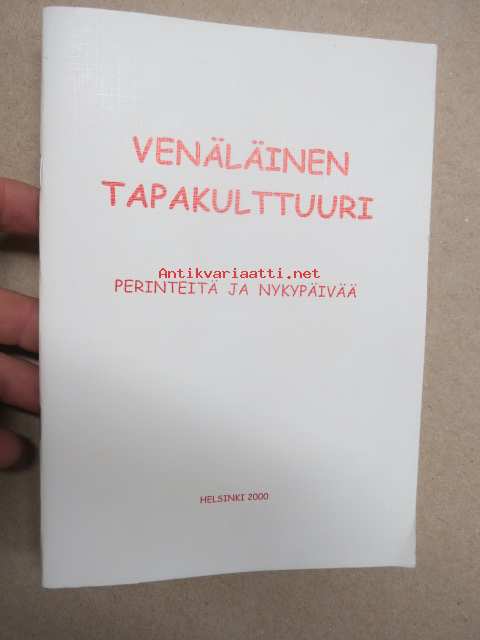 VENÄLÄINEN
TAPAKULTTUURI
Antikvariaatti.net
PERINTEITÄ JA NYKYPÄIVÄÄ
HELSINKI 2000